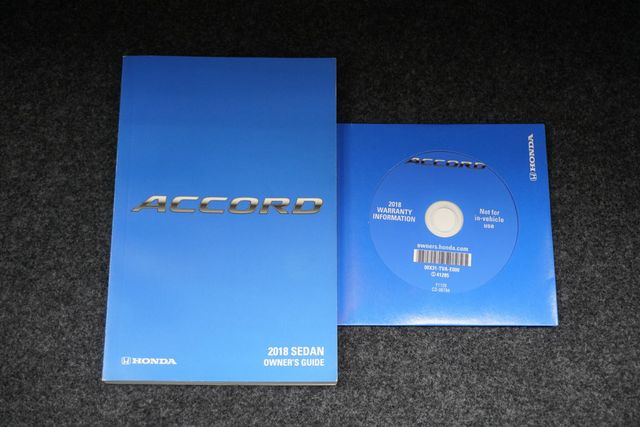 ACCORD
2018 SEDAN
OWNER'S GUIDE
HONDA
HONDA
ACCORD
2018
WARRANTY
INFORMATION
Not for
in-vehicle
use
owners.honda.com